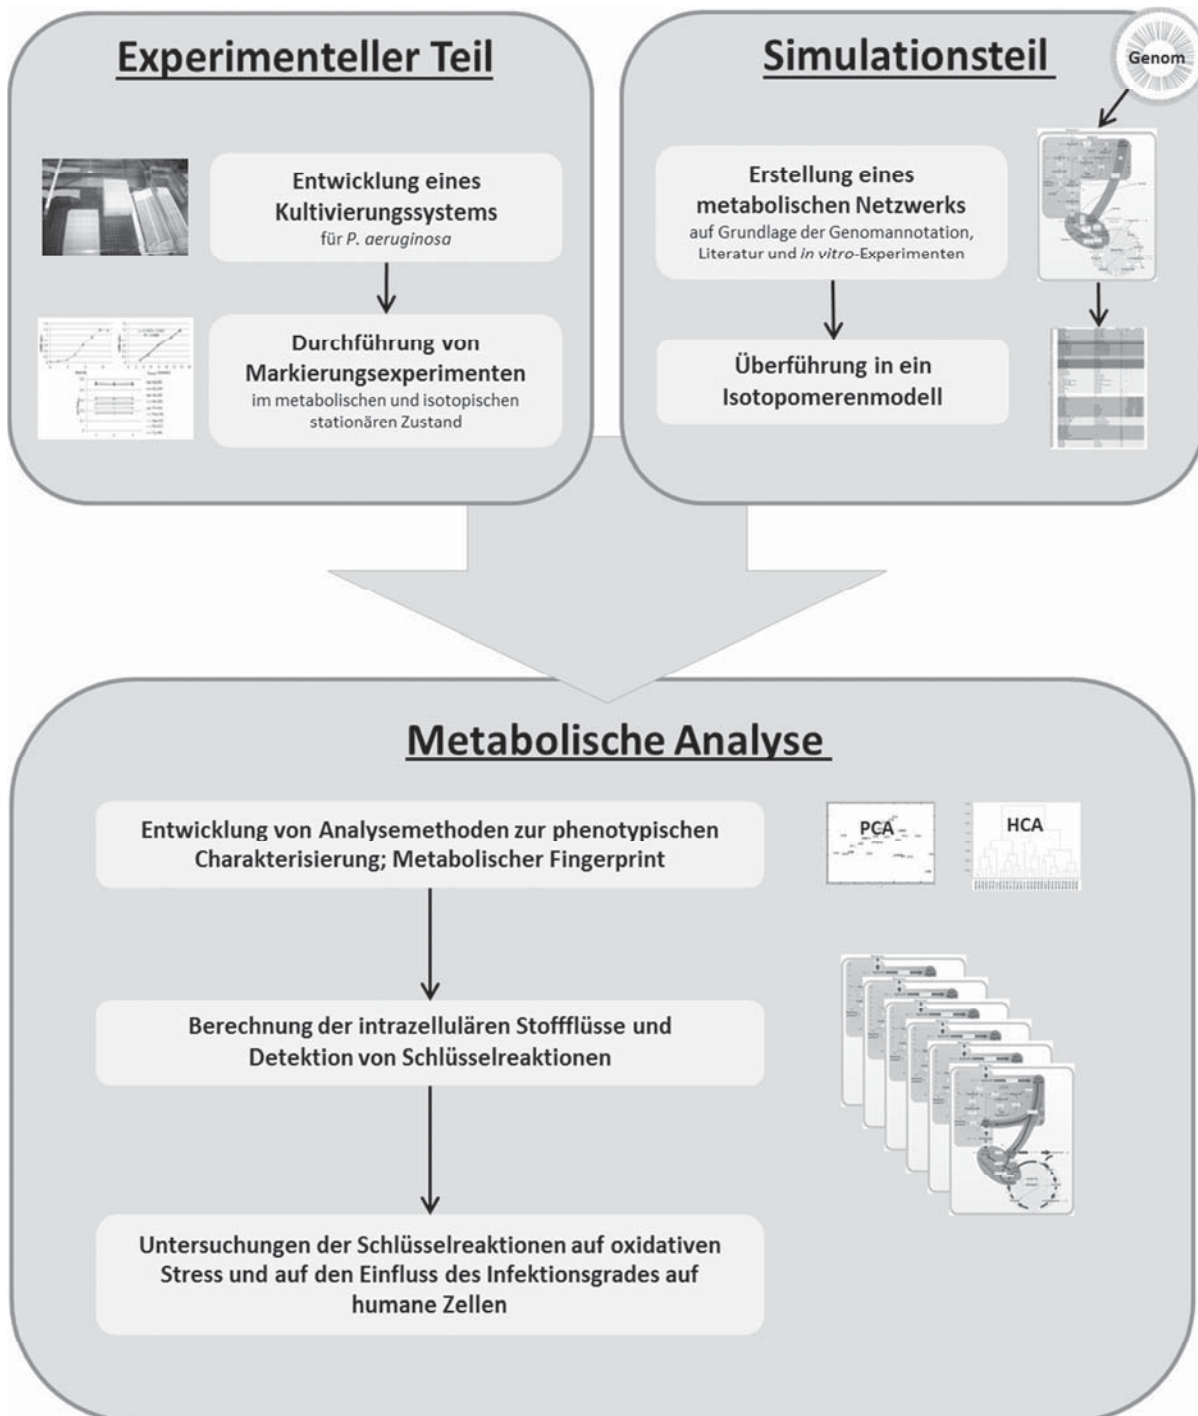 Experimenteller Teil
Entwicklung eines
Kultivierungssystems
für P. aeruginosa
Durchführung von
Markierungsexperimenten
im metabolischen und isotopischen
stationären Zustand
Simulationsteil
Genom
Erstellung eines
metabolischen Netzwerks
auf Grundlage der Genomannotation,
Literatur und in vitro-Experimenten
Überführung in ein
Isotopomerenmodell
Metabolische Analyse
Entwicklung von Analysemethoden zur phenotypischen
Charakterisierung; Metabolischer Fingerprint
PCA
HCA
Berechnung der intrazellulären Stoffflüsse und
Detektion von Schlüsselreaktionen
Untersuchungen der Schlüsselreaktionen auf oxidativen
Stress und auf den Einfluss des Infektionsgrades auf
humane Zellen